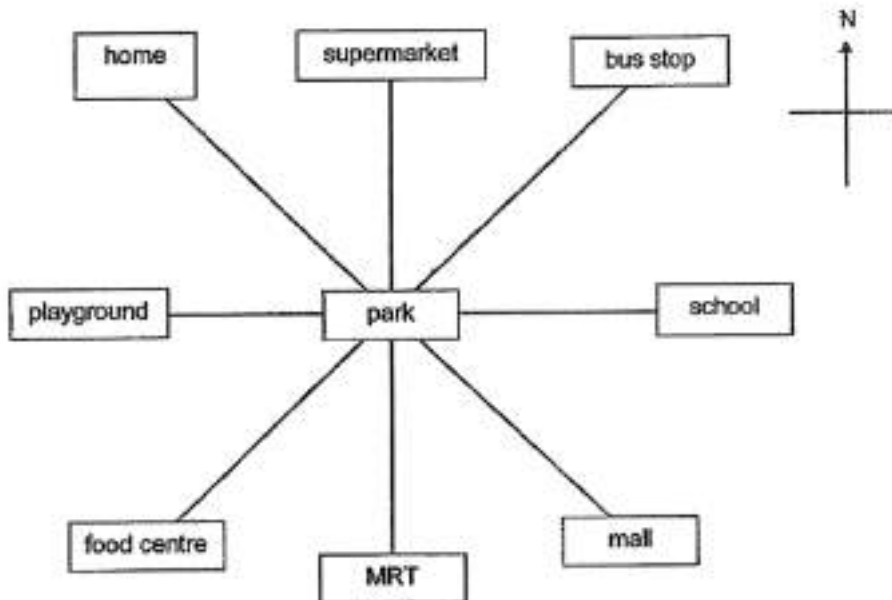 N
home
supermarket
bus stop
playground
park
school
food centre
MRT
mall